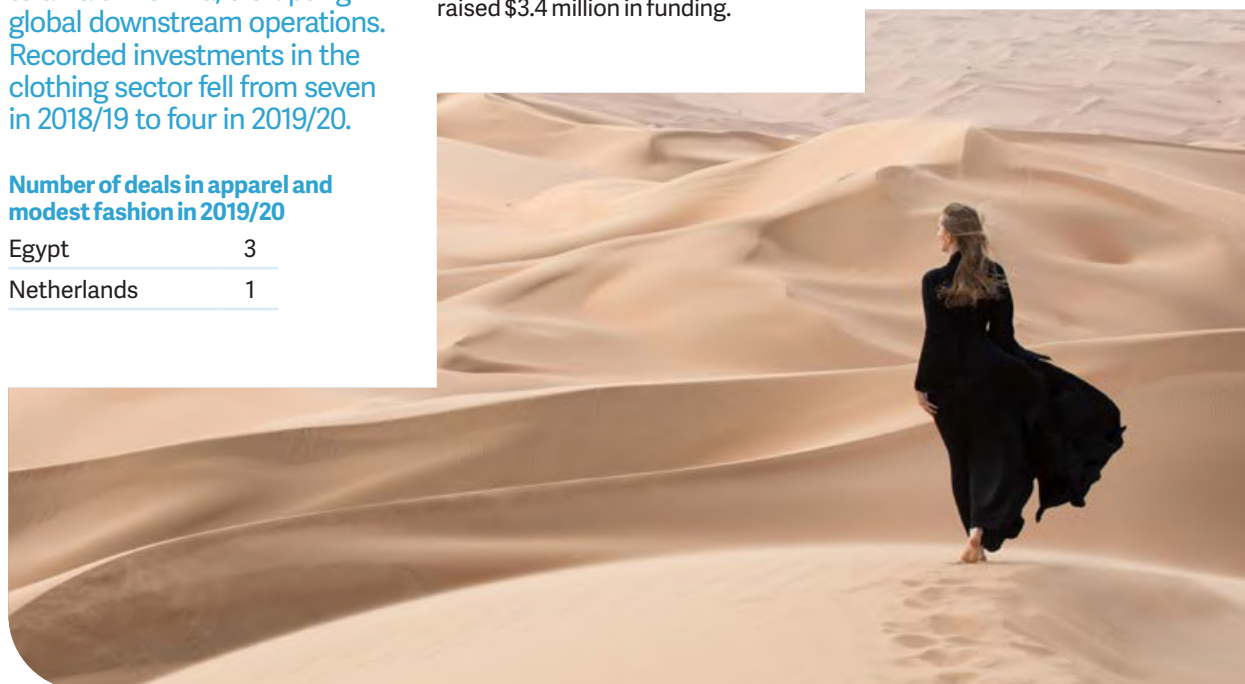 global downstream operations.
Recorded investments in the
clothing sector fell from seven
in 2018/19 to four in 2019/20.
Number of deals in apparel and
modest fashion in 2019/20
Egypt 3
Netherlands 1
raised $3.4 million in funding.